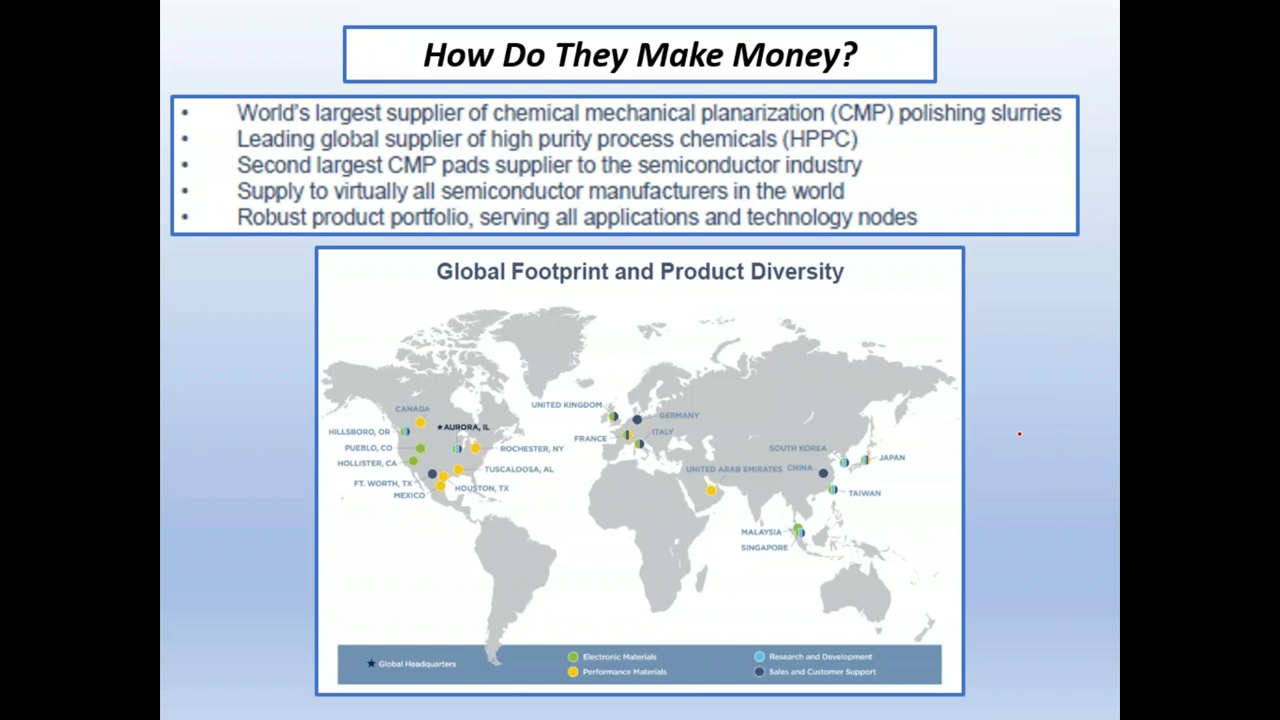 How Do They Make Money?
• World's largest supplier of chemical mechanical planarization (CMP) polishing slurries
• Leading global supplier of high purity process chemicals (HPPC)
• Second largest CMP pads supplier to the semiconductor industry
• Supply to virtually all semiconductor manufacturers in the world
• Robust product portfolio, serving all applications and technology nodes
Global Footprint and Product Diversity
CANADA
HILLSBORO, OR
★AURORA, IL
PUEBLO, CO
ROCHESTER, NY
HOLLISTER, CA
TUSCALOOSA, AL
FT. WORTH, TX
HOUSTON, TX
MEXICO
UNITED KINGDOM
GERMANY
FRANCE
ITALY
SOUTH KOREA
JAPAN
UNITED ARAB EMIRATES
CHINA
TAIWAN
MALAYSIA
SINGAPORE
★ Global Headquarters
Electronic Materials
Performance Materials
Research and Development
Sales and Customer Support